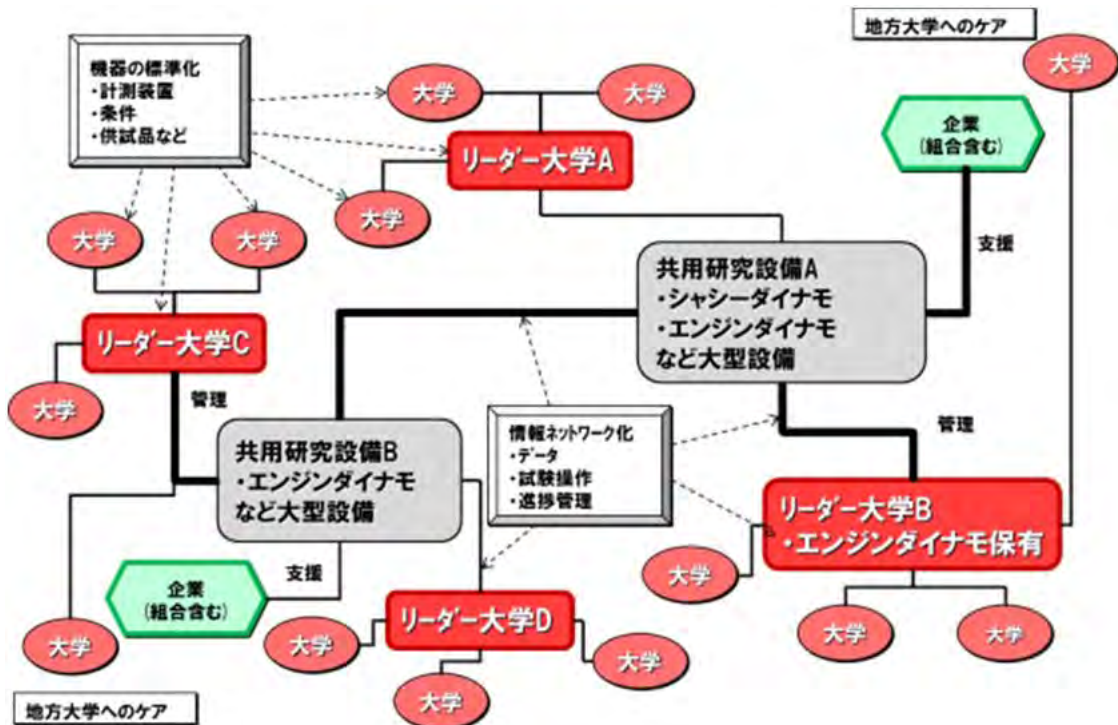 地方大学へのケア
大学
機器の標準化
・計測装置
・条件
・供試品など
大学
大学
企業
(組合含む)
リーダー大学A
大学
大学
大学
支援
共用研究設備A
・シャシーダイナモ
・エンジンダイナモ
など大型設備
リーダー大学C
大学
管理
情報ネットワーク化
・データ
・試験操作
・進捗管理
管理
共用研究設備B
・エンジンダイナモ
など大型設備
リーダー大学B
・エンジンダイナモ保有
大学
支援
企業
(組合含む)
リーダー大学D
大学
大学
大学
大学
大学
大学
大学
地方大学へのケア